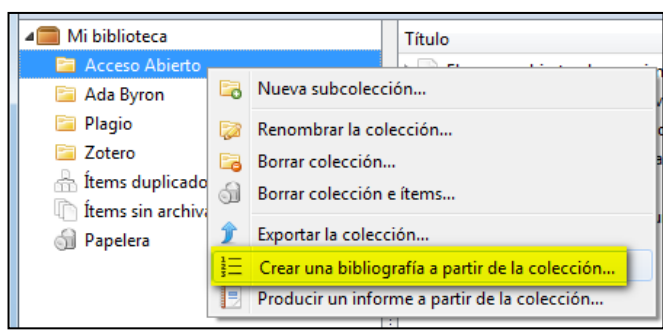 Mi biblioteca
Título
Acceso Abierto
Ada Byron
Plagio
Zotero
Ítems duplicado
Ítems sin archiv
Papelera
Nueva subcolección...
Renombrar la colección...
Borrar colección...
Borrar colección e ítems...
Exportar la colección...
Crear una bibliografía a partir de la colección...
Producir un informe a partir de la colección...